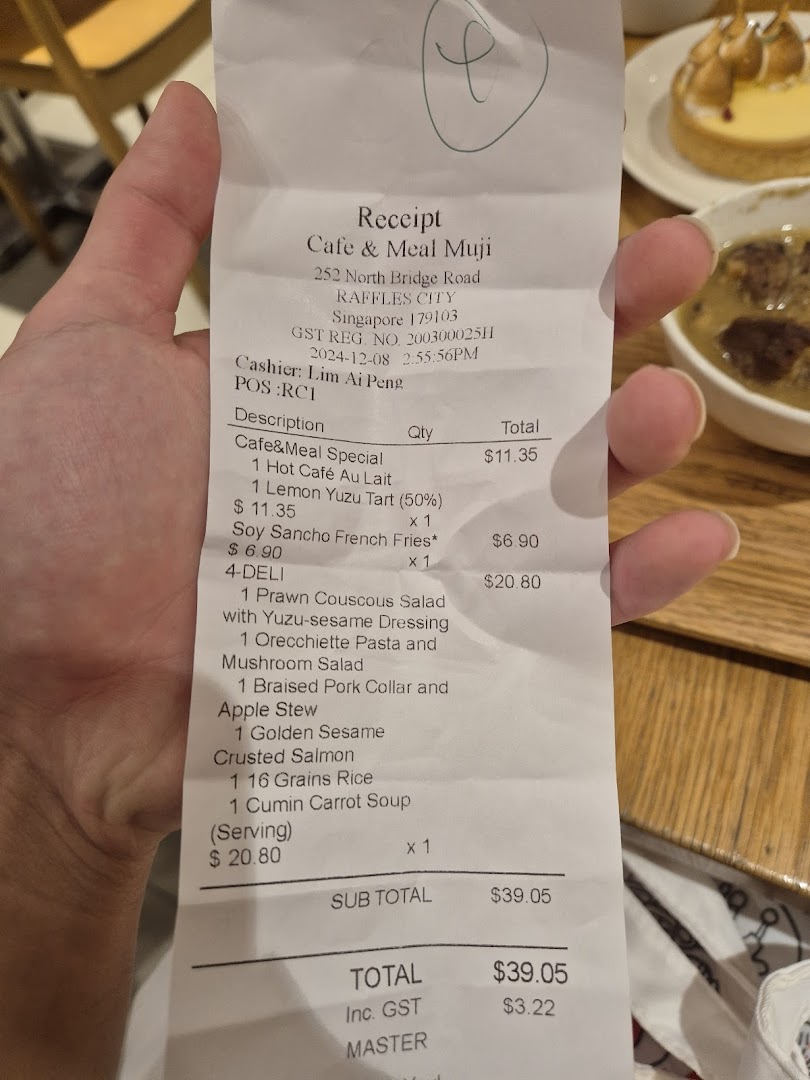 Receipt
Cafe & Meal Muji
252 North Bridge Road
RAFFLES CITY
Singapore 179103
GST REG. NO. 200300025H
2024-12-08 2:55:56PM
Cashier: Lim Ai Peng
POS :RC1
Description Qty Total
Cafe&Meal Special $11.35
1 Hot Café Au Lait
1 Lemon Yuzu Tart (50%)
$ 11.35 x 1
Soy Sancho French Fries* $6.90
$ 6.90 x 1
4-DELI $20.80
1 Prawn Couscous Salad
with Yuzu-sesame Dressing
1 Orecchiette Pasta and
Mushroom Salad
1 Braised Pork Collar and
Apple Stew
1 Golden Sesame
Crusted Salmon
1 16 Grains Rice
1 Cumin Carrot Soup
(Serving)
$ 20.80 x 1
SUB TOTAL $39.05
TOTAL $39.05
Inc. GST $3.22
MASTER